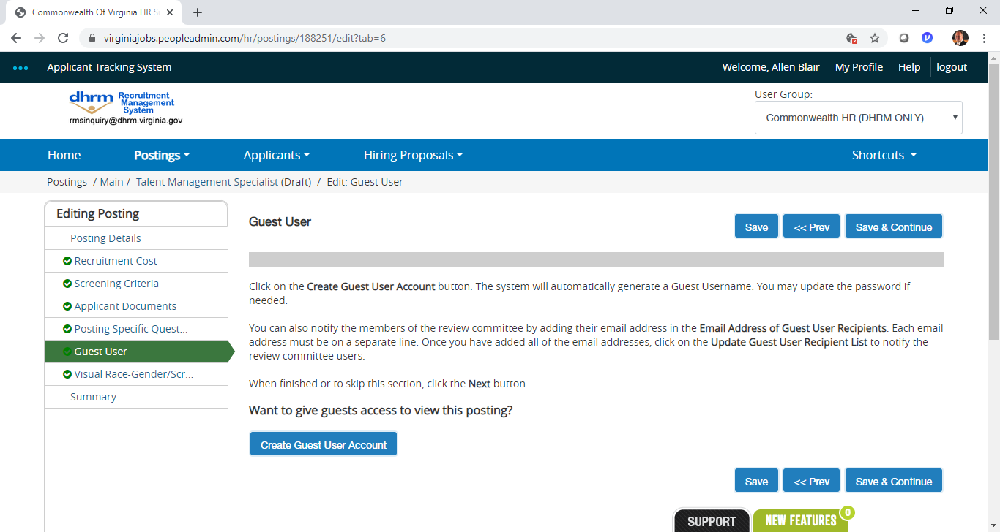 Commonwealth Of Virginia HR S
virginiajobs.peopleadmin.com/hr/postings/188251/edit?tab=6
Applicant Tracking System
Welcome, Allen Blair My Profile Help logout
dhrm Recruitment
Management
System
rmsinquiry@dhrm.virginia.gov
User Group:
Commonwealth HR (DHRM ONLY)
Home Postings Applicants Hiring Proposals Shortcuts
Postings / Main / Talent Management Specialist (Draft) / Edit: Guest User
Editing Posting
Posting Details
Recruitment Cost
Screening Criteria
Applicant Documents
Posting Specific Quest...
Guest User
Visual Race-Gender/Scr...
Summary
Guest User
Save << Prev Save & Continue
Click on the Create Guest User Account button. The system will automatically generate a Guest Username. You may update the password if
needed.
You can also notify the members of the review committee by adding their email address in the Email Address of Guest User Recipients. Each email
address must be on a separate line. Once you have added all of the email addresses, click on the Update Guest User Recipient List to notify the
review committee users.
When finished or to skip this section, click the Next button.
Want to give guests access to view this posting?
Create Guest User Account
Save << Prev Save & Continue
SUPPORT NEW FEATURES 0